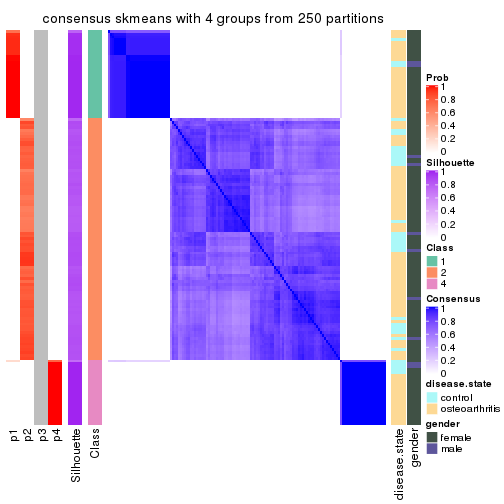 consensus skmeans with 4 groups from 250 partitions
Prob
1
0.8
0.6
0.4
0.2
0
Silhouette
1
0.8
0.6
0.4
0.2
0
Class
1
2
4
Consensus
1
0.8
0.6
0.4
0.2
0
disease.state
control
osteoarthritis
gender
female
male
p1
p2
p3
p4
Silhouette
Class
disease.state
gender